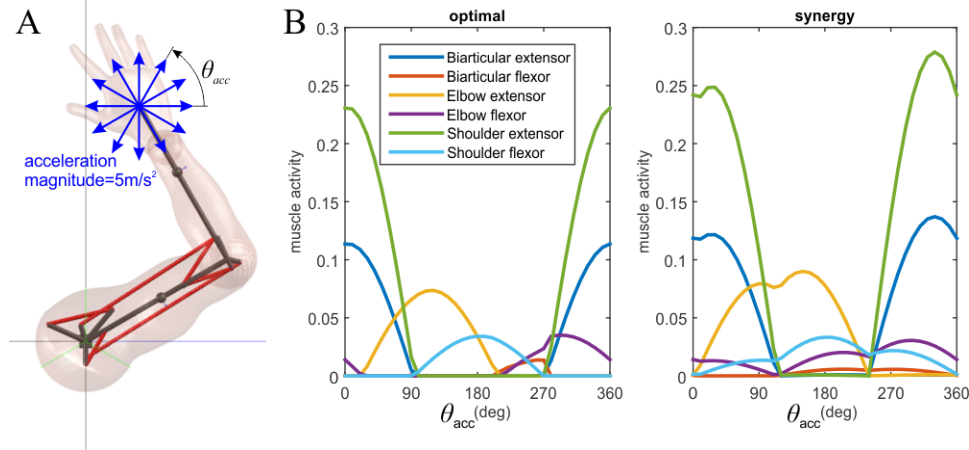 A
θacc
acceleration
magnitude=5m/s²
B
optimal
muscle activity
0.3
0.25
0.2
0.15
0.1
0.05
0
Biarticular extensor
Biarticular flexor
Elbow extensor
Elbow flexor
Shoulder extensor
Shoulder flexor
0 90 180 270 360
θacc(deg)
synergy
muscle activity
0.3
0.25
0.2
0.15
0.1
0.05
0
0 90 180 270 360
θacc(deg)